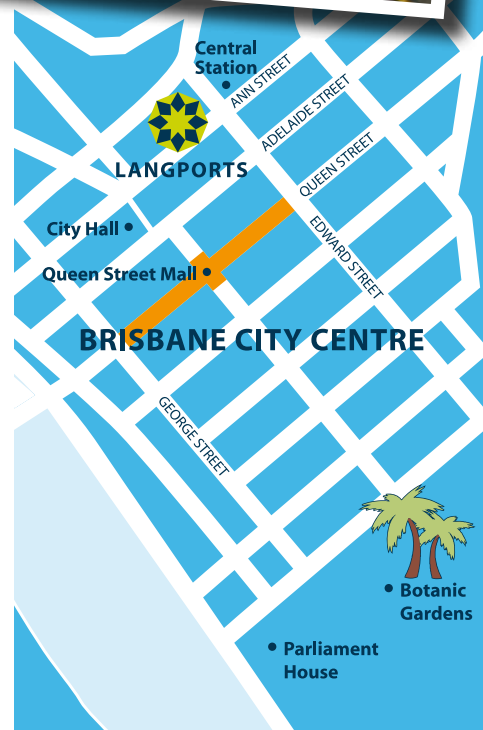 Central
Station
ANN STREET
ADELAIDE STREET
LANGPORTS
QUEEN STREET
City Hall
EDWARD STREET
Queen Street Mall
BRISBANE CITY CENTRE
GEORGE STREET
Botanic
Gardens
Parliament
House